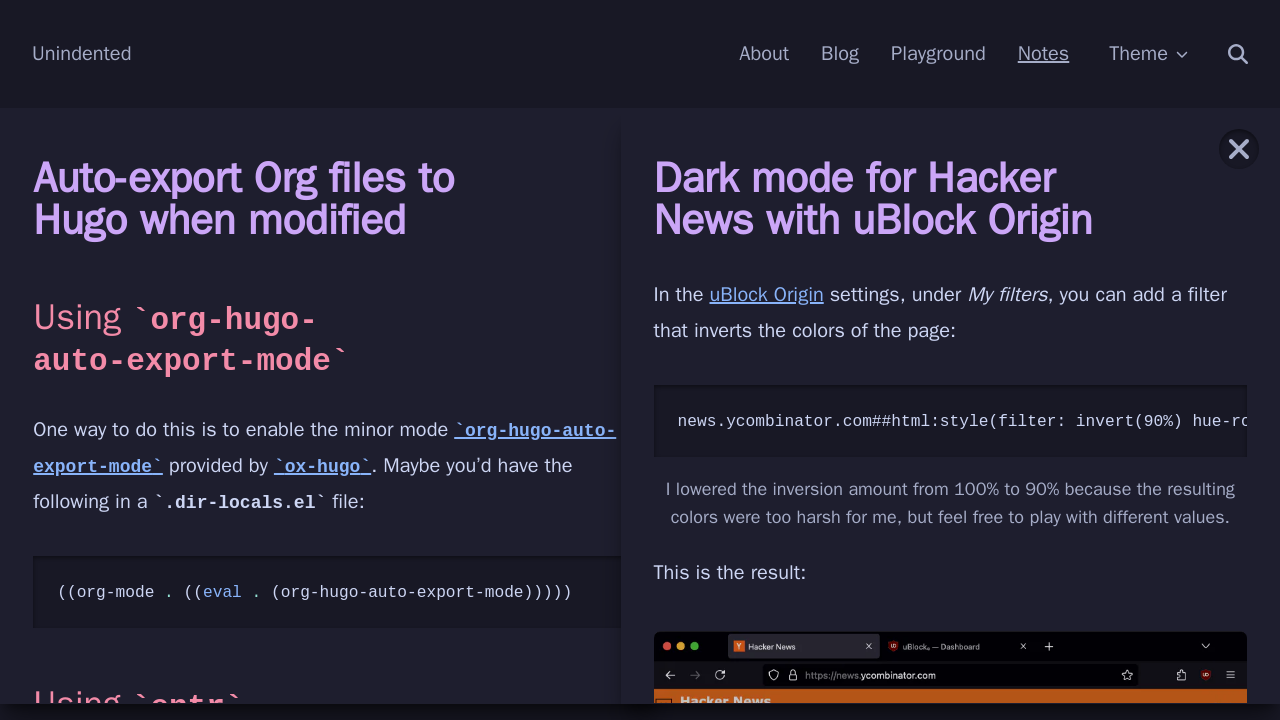 Unindented
About
Blog
Playground
Notes
Theme
Auto-export Org files to
Hugo when modified
Using `org-hugo-
auto-export-mode`
One way to do this is to enable the minor mode `org-hugo-auto-
export-mode` provided by `ox-hugo`. Maybe you’d have the
following in a `.dir-locals.el` file:
((org-mode . ((eval . (org-hugo-auto-export-mode)))))
Using `entr`
Dark mode for Hacker
News with uBlock Origin
In the uBlock Origin settings, under My filters, you can add a filter
that inverts the colors of the page:
news.ycombinator.com##html:style(filter: invert(90%) hue-ro
I lowered the inversion amount from 100% to 90% because the resulting
colors were too harsh for me, but feel free to play with different values.
This is the result:
Hacker News
uBlock₀ — Dashboard
https://news.ycombinator.com
Hacker News